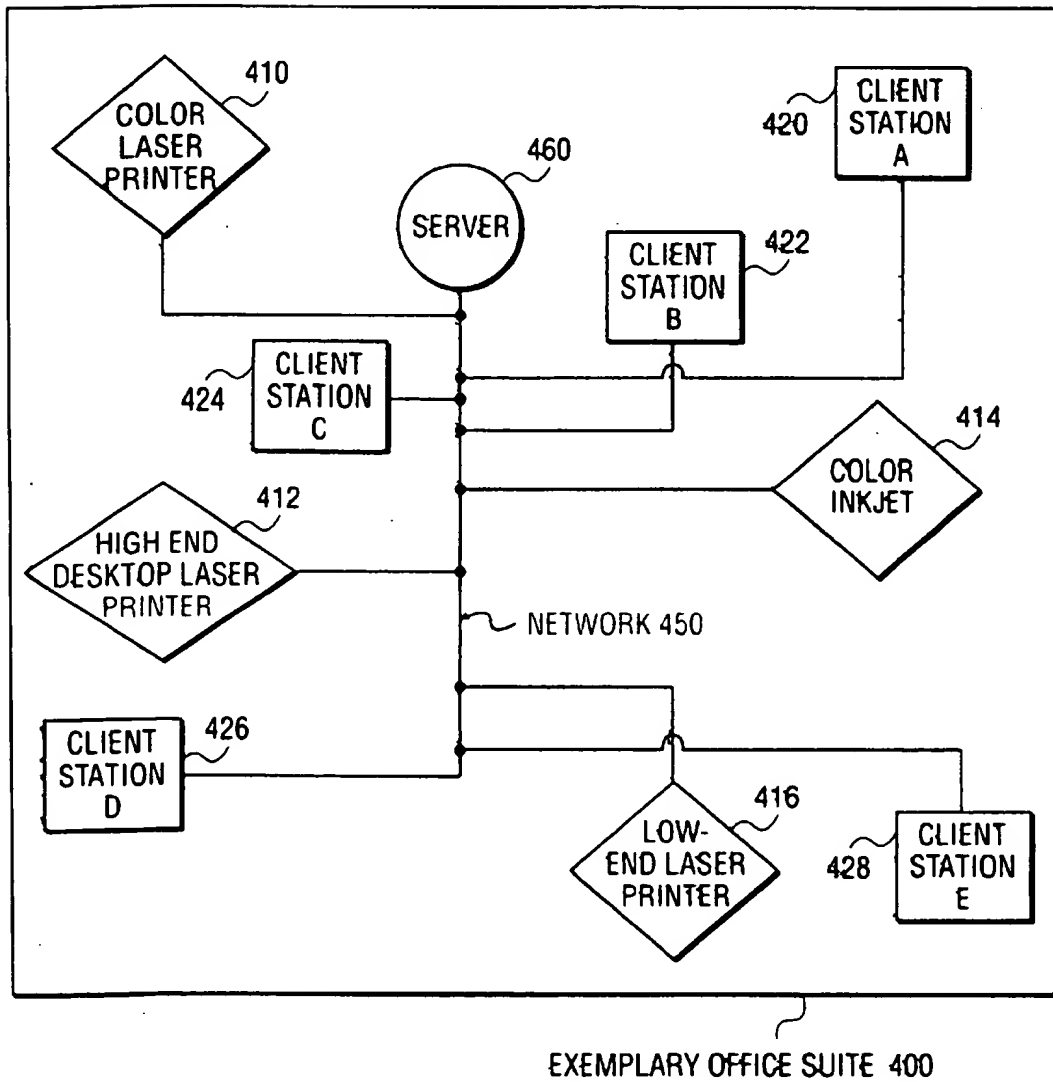 410
COLOR
LASER
PRINTER
460
SERVER
420
CLIENT
STATION
A
422
CLIENT
STATION
B
424
CLIENT
STATION
C
414
COLOR
INKJET
412
HIGH END
DESKTOP LASER
PRINTER
NETWORK 450
426
CLIENT
STATION
D
416
LOW-
END LASER
PRINTER
428
CLIENT
STATION
E
EXEMPLARY OFFICE SUITE 400